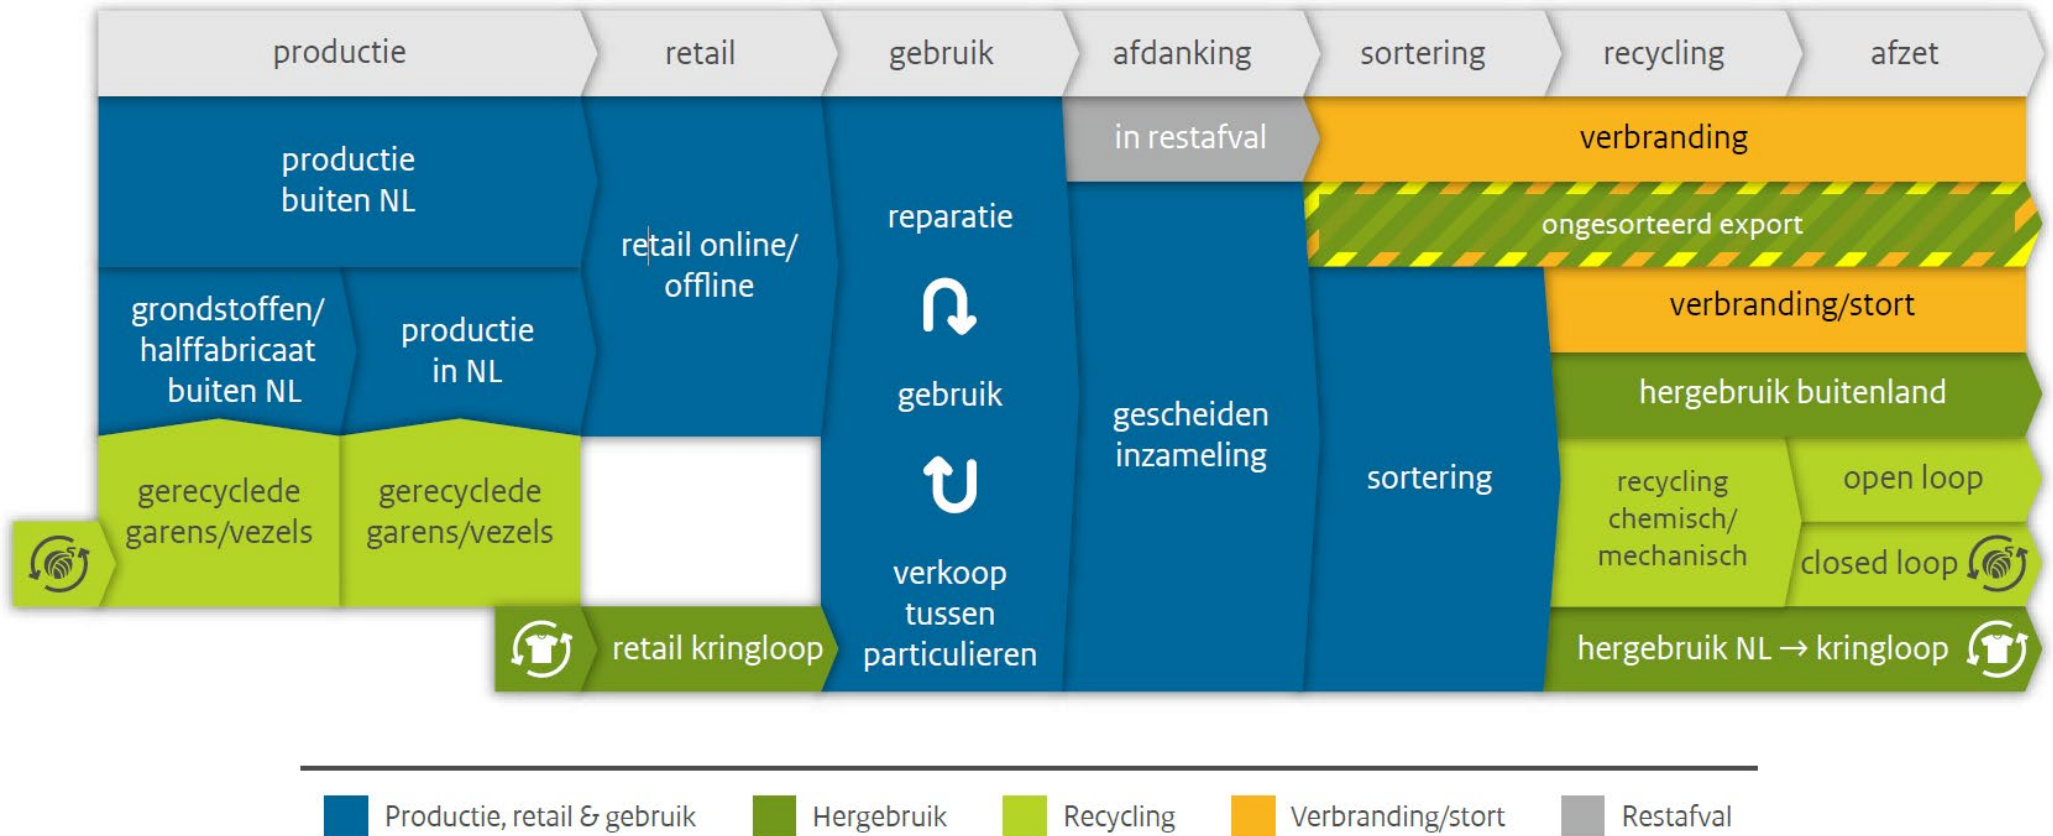 productie
retail
gebruik
afdanking
sortering
recycling
afzet
productie
buiten NL
grondstoffen/
halffabricaat
buiten NL
productie
in NL
gerecyclede
garens/vezels
gerecyclede
garens/vezels
retail online/
offline
retail kringloop
reparatie
gebruik
verkoop
tussen
particulieren
in restafval
gescheiden
inzameling
sortering
verbranding
ongesorteerd export
verbranding/stort
hergebruik buitenland
recycling
chemisch/
mechanisch
open loop
closed loop
hergebruik NL → kringloop
Productie, retail & gebruik
Hergebruik
Recycling
Verbranding/stort
Restafval